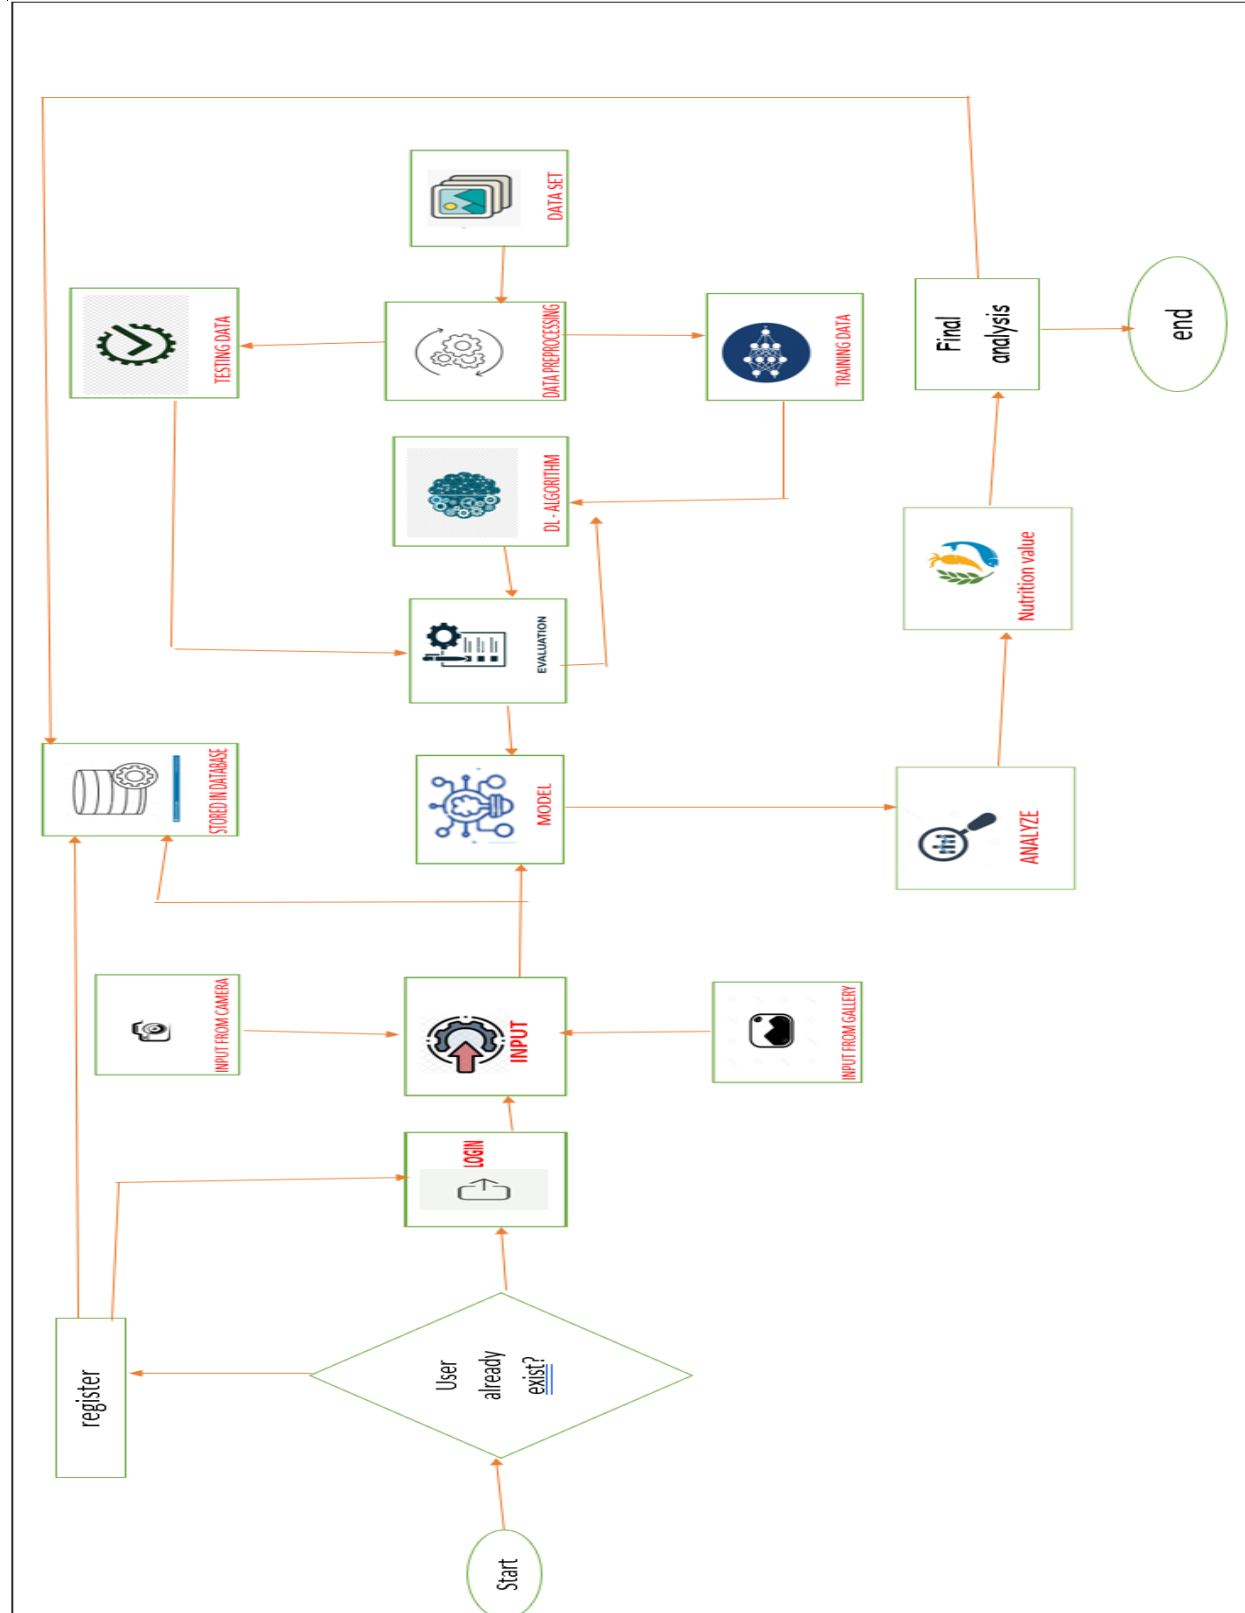 Start
User
already
exist?
register
LOGIN
INPUT
INPUT FROM CAMERA
INPUT FROM GALLERY
STORED IN DATABASE
MODEL
ANALYZE
EVALUATION
Nutrition value
DL - ALGORITHM
TESTING DATA
DATA PREPROCESSING
TRAINING DATA
DATA SET
Final
analysis
end